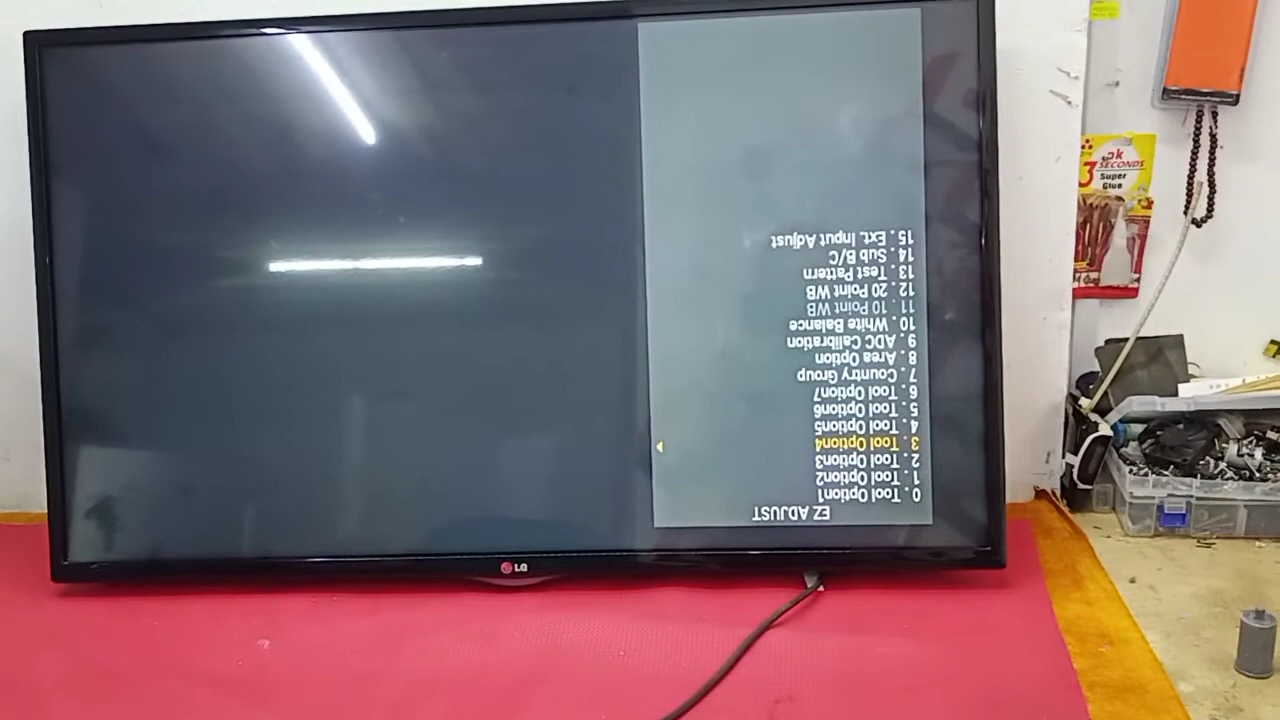 EZ ADJUST
0 . Tool Option1
1 . Tool Option2
2 . Tool Option3
3 . Tool Option4
4 . Tool Option5
5 . Tool Option6
6 . Tool Option7
7 . Country Group
8 . Area Option
9 . ADC Calibration
10 . White Balance
11 . 10 Point WB
12 . 20 Point WB
13 . Test Pattern
14 . Sub B/C
15 . Ext. Input Adjust
LG
3 SECONDS
Super
Glue